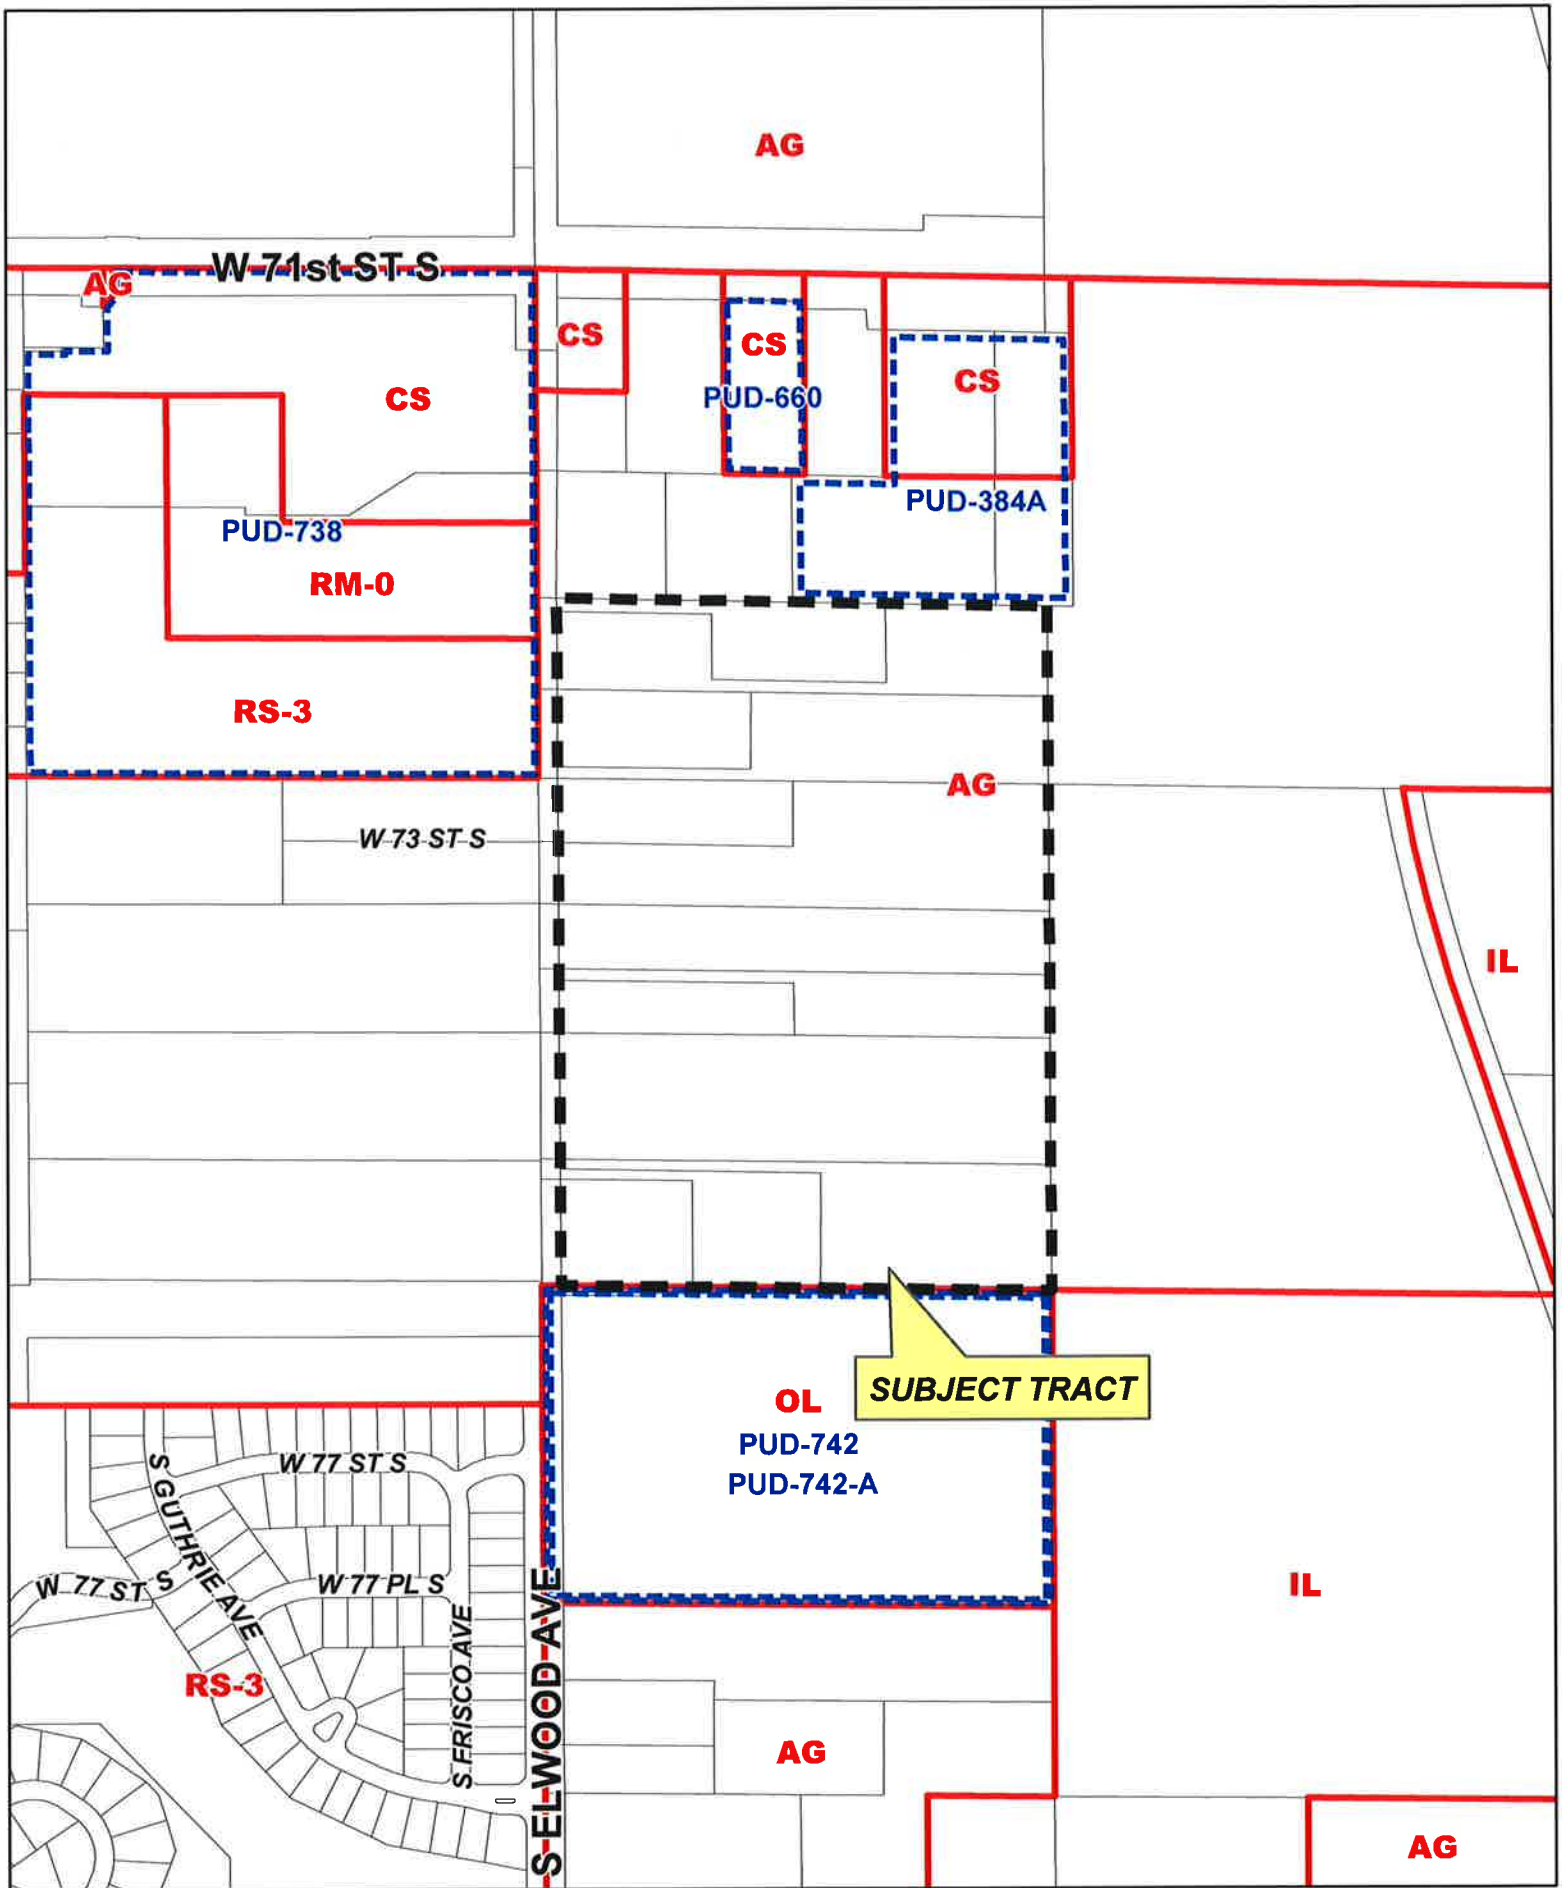 AG
W 71st ST S
AG
CS
CS
CS
CS
PUD-660
PUD-384A
PUD-738
RM-0
RS-3
AG
W 73 ST S
IL
SUBJECT TRACT
OL
PUD-742
PUD-742-A
W 77 ST S
S GUTHRIE AVE
W 77 ST S
W 77 PL S
IL
S FRISCO AVE
S ELWOOD AVE
RS-3
AG
AG